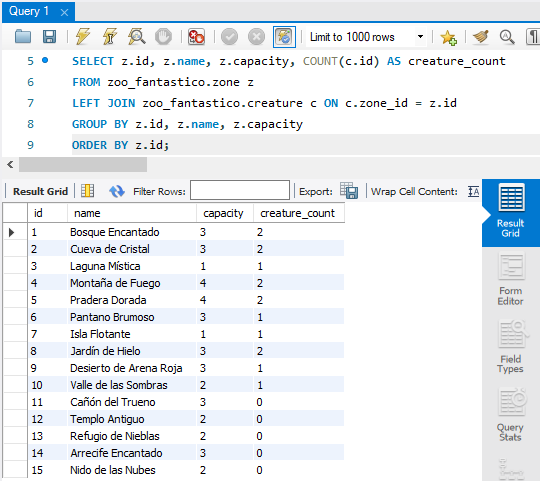 Query 1
Limit to 1000 rows
5 SELECT z.id, z.name, z.capacity, COUNT(c.id) AS creature_count
6 FROM zoo_fantastico.zone z
7 LEFT JOIN zoo_fantastico.creature c ON c.zone_id = z.id
8 GROUP BY z.id, z.name, z.capacity
9 ORDER BY z.id;
Result Grid Filter Rows: Export: Wrap Cell Content: IA
id name capacity creature_count
1 Bosque Encantado 3 2
2 Cueva de Cristal 3 2
3 Laguna Mística 1 1
4 Montaña de Fuego 4 2
5 Pradera Dorada 4 2
6 Pantano Brumoso 3 1
7 Isla Flotante 1 1
8 Jardín de Hielo 3 2
9 Desierto de Arena Roja 3 1
10 Valle de las Sombras 2 1
11 Cañón del Trueno 3 0
12 Templo Antiguo 2 0
13 Refugio de Nieblas 2 0
14 Arrecife Encantado 3 0
15 Nido de las Nubes 2 0
Result
Grid
Form
Editor
Field
Types
Query
Stats